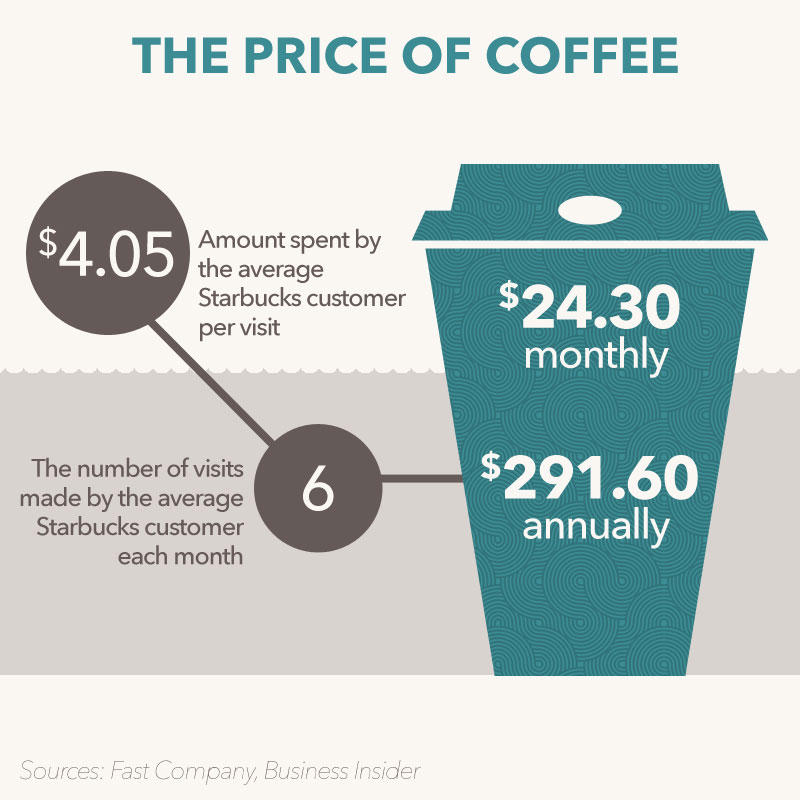 THE PRICE OF COFFEE
$4.05
Amount spent by
the average
Starbucks customer
per visit
The number of visits
made by the average
Starbucks customer
each month
6
$24.30
monthly
$291.60
annually
Sources: Fast Company, Business Insider